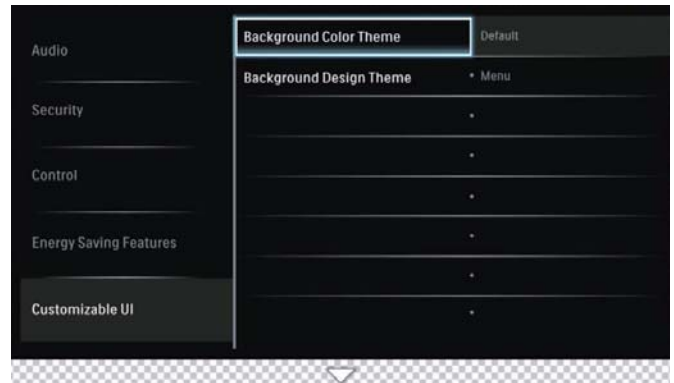 Audio
Security
Control
Energy Saving Features
Customizable UI
Background Color Theme
Default
Background Design Theme
• Menu
•
•
•
•
•
•